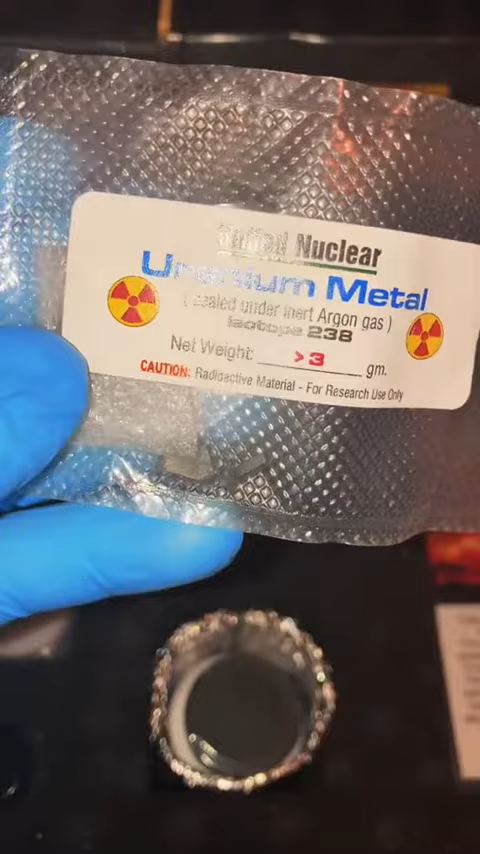 United Nuclear
Uranium Metal
( sealed under inert Argon gas )
Isotope 238
Net Weight: >3 gm.
CAUTION: Radioactive Material - For Research Use Only